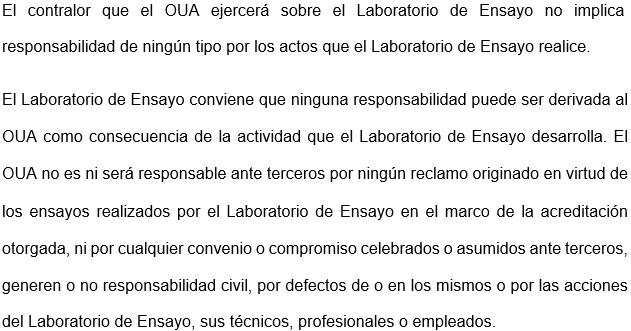 El contralor que el OUA ejercerá sobre el Laboratorio de Ensayo no implica
responsabilidad de ningún tipo por los actos que el Laboratorio de Ensayo realice.
El Laboratorio de Ensayo conviene que ninguna responsabilidad puede ser derivada al
OUA como consecuencia de la actividad que el Laboratorio de Ensayo desarrolla. El
OUA no es ni será responsable ante terceros por ningún reclamo originado en virtud de
los ensayos realizados por el Laboratorio de Ensayo en el marco de la acreditación
otorgada, ni por cualquier convenio o compromiso celebrados o asumidos ante terceros,
generen o no responsabilidad civil, por defectos de o en los mismos o por las acciones
del Laboratorio de Ensayo, sus técnicos, profesionales o empleados.